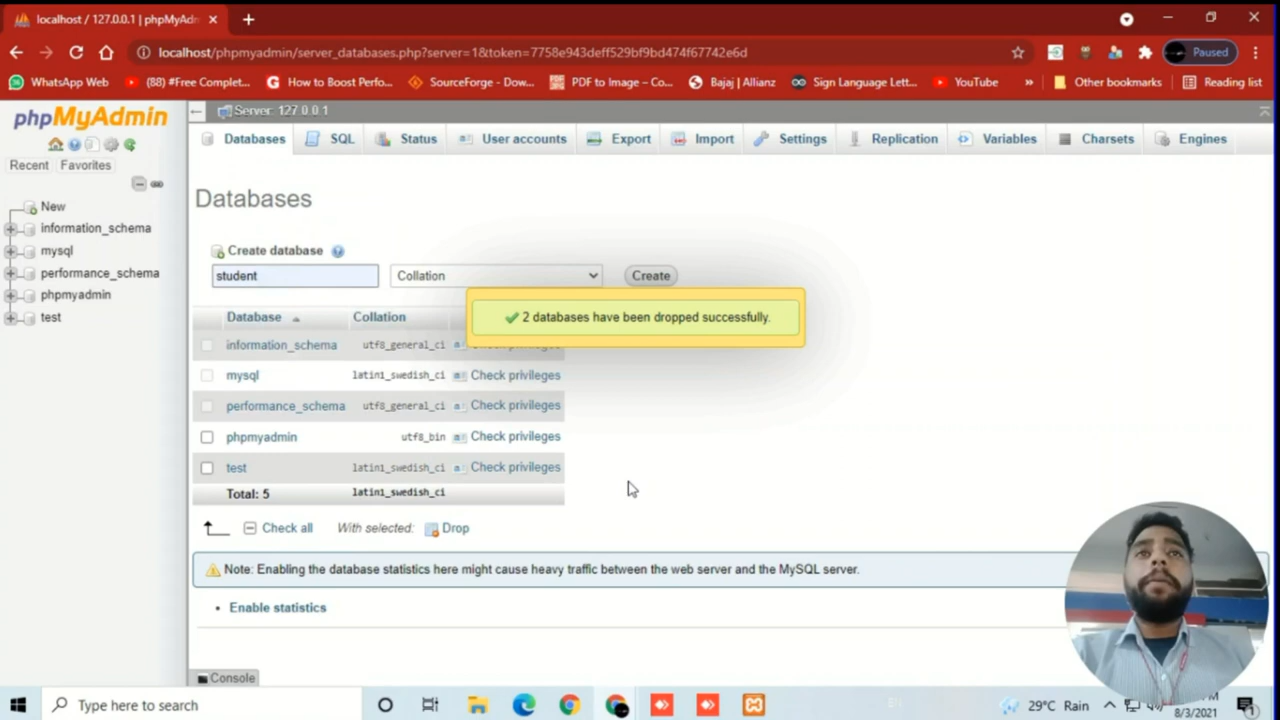 localhost / 127.0.0.1 | phpMyAdn
localhost/phpmyadmin/server_databases.php?server=1&token=7758e943deff529bf9bd474f67742e6d
Paused
WhatsApp Web
(88) #Free Complet...
How to Boost Perfo...
SourceForge - Dow...
PDF to Image – Co...
Bajaj | Allianz
Sign Language Lett...
YouTube
»
Other bookmarks
Reading list
phpMyAdmin
Server: 127.0.0.1
Databases
SQL
Status
User accounts
Export
Import
Settings
Replication
Variables
Charsets
Engines
Recent
Favorites
New
information_schema
mysql
performance_schema
phpmyadmin
test
Databases
Create database
student
Collation
Create
2 databases have been dropped successfully.
Database
Collation
information_schema utf8_general_ci
mysql latin1_swedish_ci Check privileges
performance_schema utf8_general_ci Check privileges
phpmyadmin utf8_bin Check privileges
test latin1_swedish_ci Check privileges
Total: 5 latin1_swedish_ci
Check all
With selected:
Drop
Note: Enabling the database statistics here might cause heavy traffic between the web server and the MySQL server.
Enable statistics
Console
Type here to search
29°C Rain
8/3/2021
1